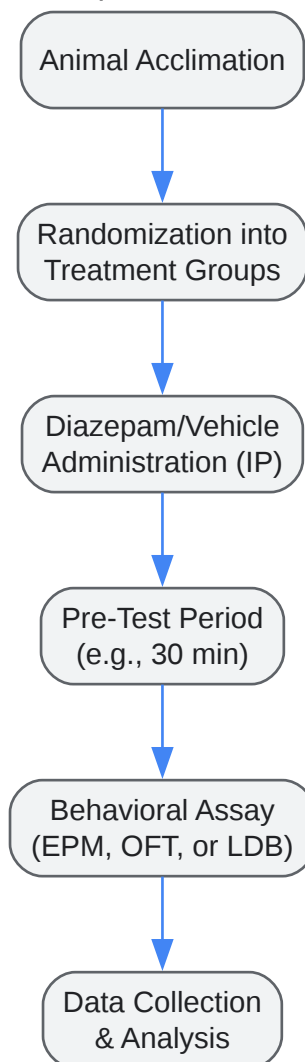 Animal Acclimation
Randomization into
Treatment Groups
Diazepam/Vehicle
Administration (IP)
Pre-Test Period
(e.g., 30 min)
Behavioral Assay
(EPM, OFT, or LDB)
Data Collection
& Analysis